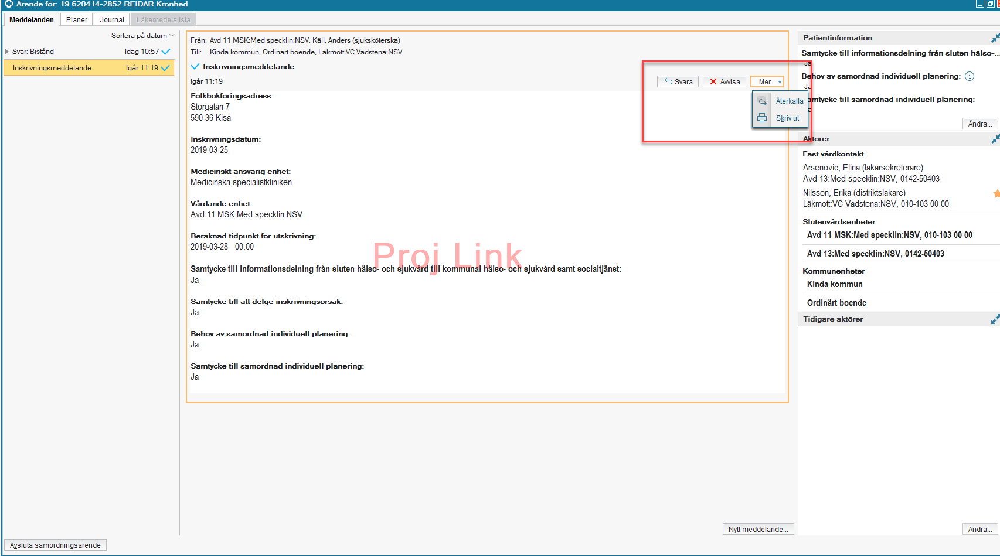 Ärende för: 19 620414-2852 REIDAR Kronhed
Meddelanden Planer Journal Läkemedelslista
Sortera på datum
Svar: Bistånd Idag 10:57
Inskrivningsmeddelande Igår 11:19
Från: Avd 11 MSK:Med specklin:NSV, Käll, Anders (sjuksköterska)
Till: Kinda kommun, Ordinärt boende, Läkmott:VC Vadstena:NSV
Inskrivningsmeddelande
Igår 11:19
Svara Avvisa Mer...
Återkalla
Skriv ut
Folkbokföringsadress:
Storgatan 7
590 36 Kisa
Inskrivningsdatum:
2019-03-25
Medicinskt ansvarig enhet:
Medicinska specialistkliniken
Vårdande enhet:
Avd 11 MSK:Med specklin:NSV
Beräknad tidpunkt för utskrivning:
2019-03-28 00:00
Proj Link
Samtycke till informationsdelning från sluten hälso- och sjukvård till kommunal hälso- och sjukvård samt socialtjänst:
Ja
Samtycke till att delge inskrivningsorsak:
Ja
Behov av samordnad individuell planering:
Ja
Samtycke till samordnad individuell planering:
Ja
Nytt meddelande...
Patientinformation
Samtycke till informationsdelning från sluten hälso-...
Ja
Behov av samordnad individuell planering:
Ja
mtycke till samordnad individuell planering:
Ändra...
Aktörer
Fast vårdkontakt
Arsenovic, Elina (läkarsekreterare)
Avd 13:Med specklin:NSV, 0142-50403
Nilsson, Erika (distriktsläkare)
Läkmott:VC Vadstena:NSV, 010-103 00 00
Slutenvårdsenheter
Avd 11 MSK:Med specklin:NSV, 010-103 00 00
Avd 13:Med specklin:NSV, 0142-50403
Kommunenheter
Kinda kommun
Ordinärt boende
Tidigare aktörer
Ändra...
Avsluta samordningsärende